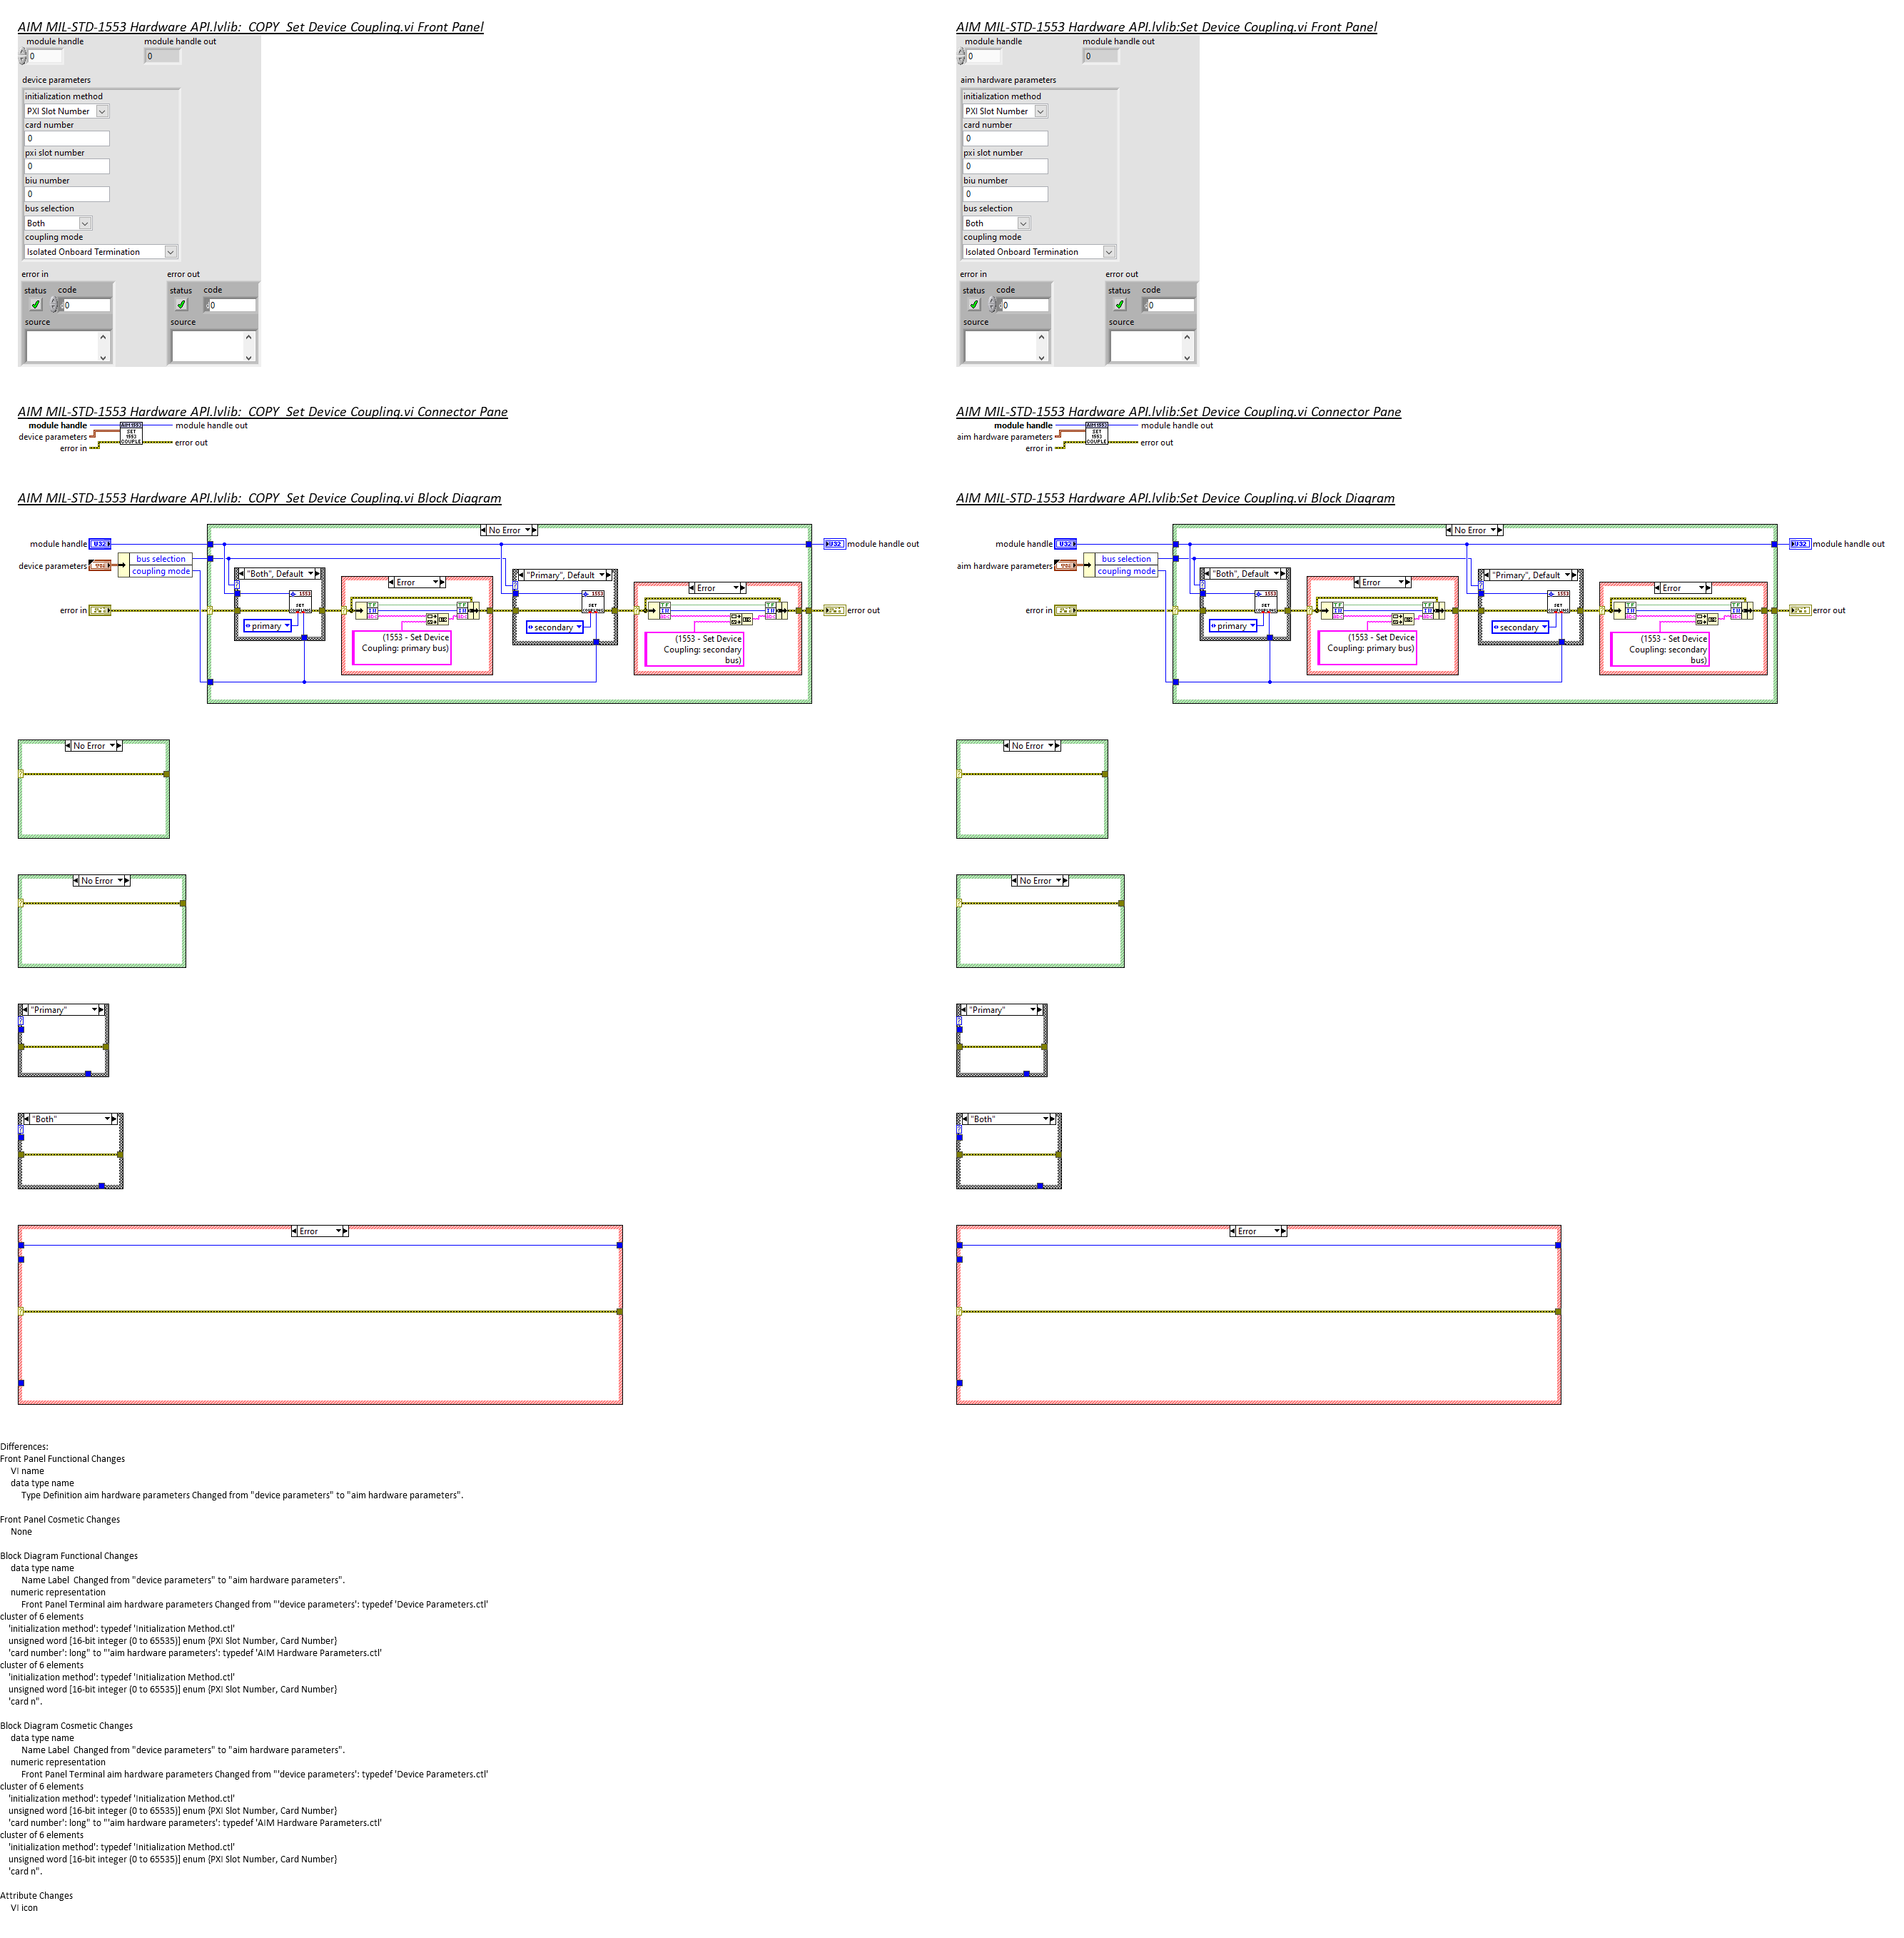 AIM MIL-STD-1553 Hardware API.lvlib:_COPY_Set Device Coupling.vi Front Panel
module handle
module handle out
0
0
device parameters
initialization method
PXI Slot Number
card number
0
pxi slot number
0
biu number
0
bus selection
Both
coupling mode
Isolated Onboard Termination
error in
error out
status
code
status
code
0
0
source
source
AIM MIL-STD-1553 Hardware API.lvlib:Set Device Coupling.vi Front Panel
module handle
module handle out
0
0
aim hardware parameters
initialization method
PXI Slot Number
card number
0
pxi slot number
0
biu number
0
bus selection
Both
coupling mode
Isolated Onboard Termination
error in
error out
status
code
status
code
0
0
source
source
AIM MIL-STD-1553 Hardware API.lvlib:_COPY_Set Device Coupling.vi Connector Pane
module handle
module handle out
device parameters
error in
error out
SET
1553
COUPLE
AIM MIL-STD-1553 Hardware API.lvlib:Set Device Coupling.vi Connector Pane
module handle
module handle out
aim hardware parameters
error in
error out
SET
1553
COUPLE
AIM MIL-STD-1553 Hardware API.lvlib:_COPY_Set Device Coupling.vi Block Diagram
No Error
module handle
U32
U32
module handle out
device parameters
bus selection
coupling mode
"Both", Default
Error
"Primary", Default
Error
1553
SET
1553
SET
error in
error out
primary
secondary
(1553 - Set Device
Coupling: primary bus)
(1553 - Set Device
Coupling: secondary
bus)
AIM MIL-STD-1553 Hardware API.lvlib:Set Device Coupling.vi Block Diagram
No Error
module handle
U32
U32
module handle out
aim hardware parameters
bus selection
coupling mode
"Both", Default
Error
"Primary", Default
Error
1553
SET
1553
SET
error in
error out
primary
secondary
(1553 - Set Device
Coupling: primary bus)
(1553 - Set Device
Coupling: secondary
bus)
No Error
No Error
No Error
No Error
"Primary"
"Primary"
"Both"
"Both"
Error
Error
Differences:
Front Panel Functional Changes
VI name
data type name
Type Definition aim hardware parameters Changed from "device parameters" to "aim hardware parameters".
Front Panel Cosmetic Changes
None
Block Diagram Functional Changes
data type name
Name Label  Changed from "device parameters" to "aim hardware parameters".
numeric representation
Front Panel Terminal aim hardware parameters Changed from "'device parameters': typedef 'Device Parameters.ctl'
cluster of 6 elements
'initialization method': typedef 'Initialization Method.ctl'
unsigned word [16-bit integer (0 to 65535)] enum {PXI Slot Number, Card Number}
'card number': long" to "'aim hardware parameters': typedef 'AIM Hardware Parameters.ctl'
cluster of 6 elements
'initialization method': typedef 'Initialization Method.ctl'
unsigned word [16-bit integer (0 to 65535)] enum {PXI Slot Number, Card Number}
'card n".
Block Diagram Cosmetic Changes
data type name
Name Label  Changed from "device parameters" to "aim hardware parameters".
numeric representation
Front Panel Terminal aim hardware parameters Changed from "'device parameters': typedef 'Device Parameters.ctl'
cluster of 6 elements
'initialization method': typedef 'Initialization Method.ctl'
unsigned word [16-bit integer (0 to 65535)] enum {PXI Slot Number, Card Number}
'card number': long" to "'aim hardware parameters': typedef 'AIM Hardware Parameters.ctl'
cluster of 6 elements
'initialization method': typedef 'Initialization Method.ctl'
unsigned word [16-bit integer (0 to 65535)] enum {PXI Slot Number, Card Number}
'card n".
Attribute Changes
VI icon